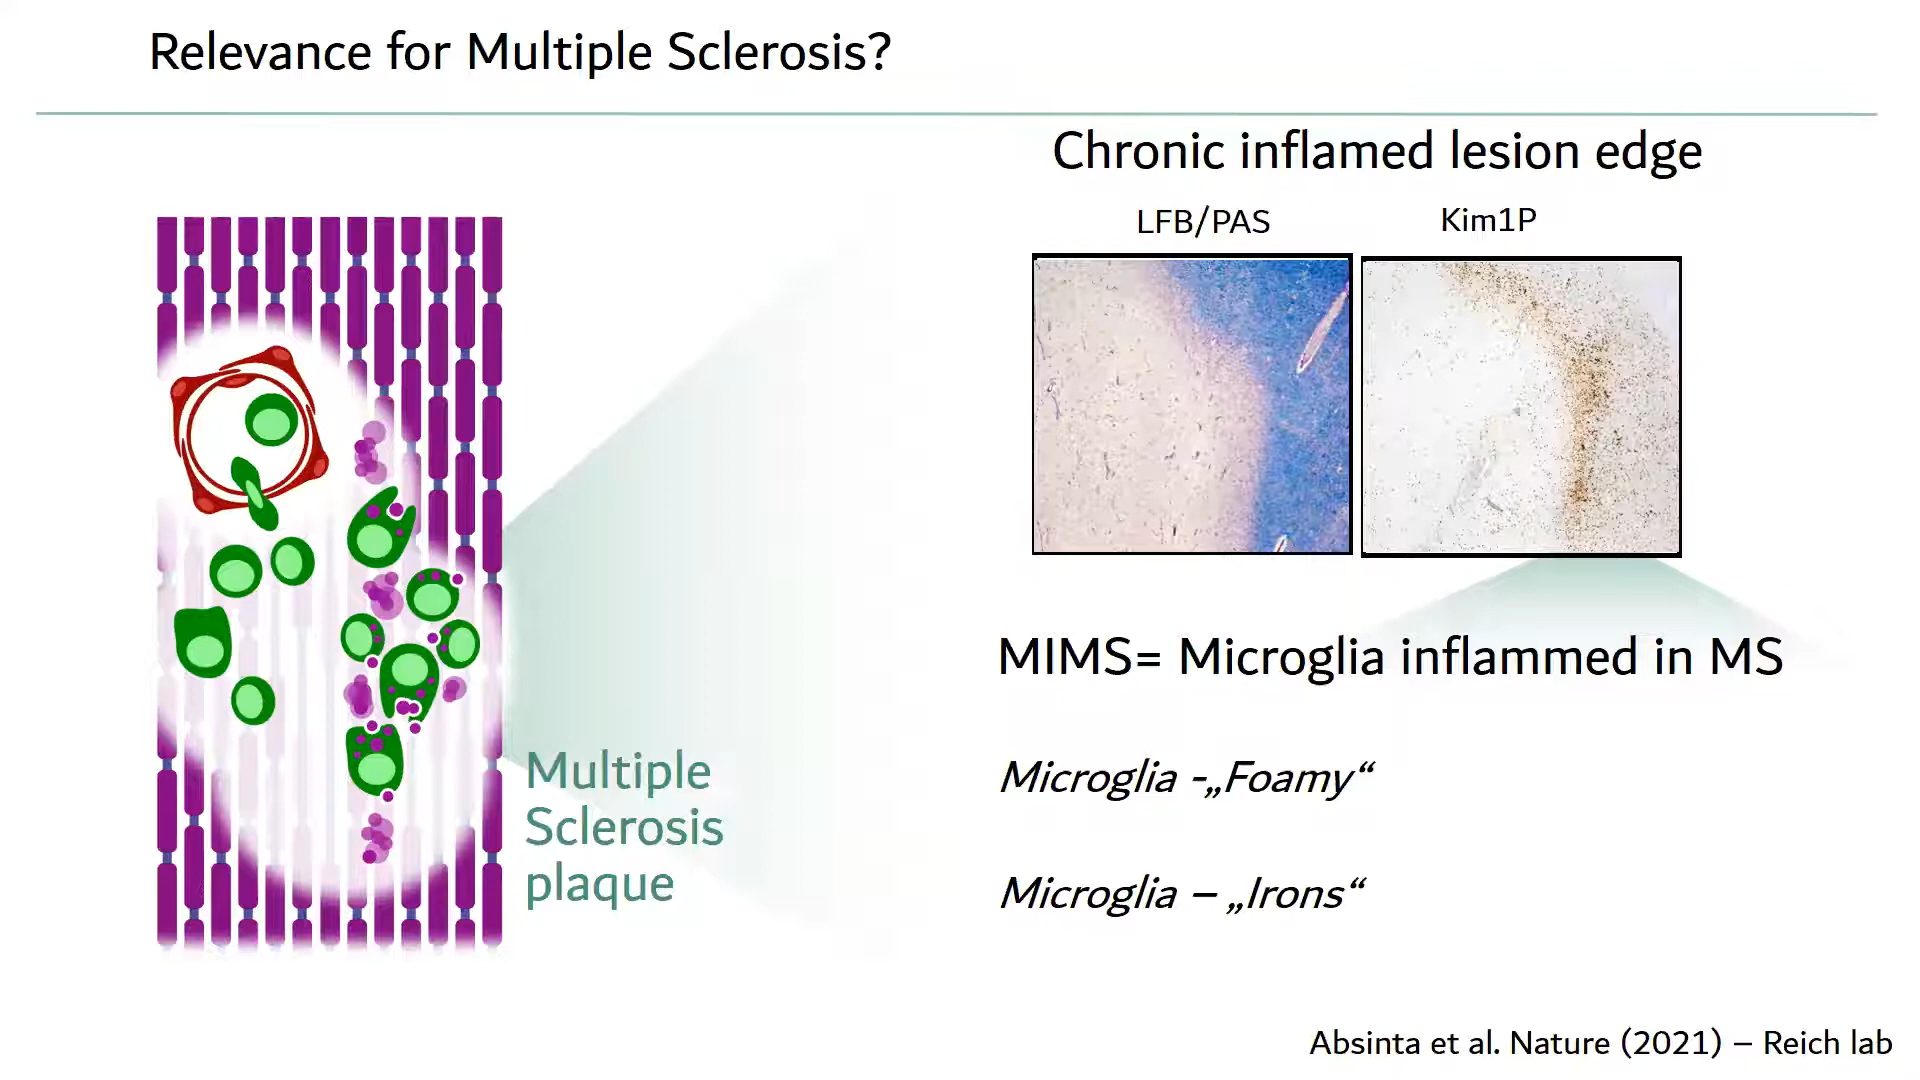 Relevance for Multiple Sclerosis?
Chronic inflamed lesion edge
LFB/PAS
Kim1P
MIMS= Microglia inflammed in MS
Microglia -„Foamy“
Microglia – „Irons“
Multiple
Sclerosis
plaque
Absinta et al. Nature (2021) – Reich lab